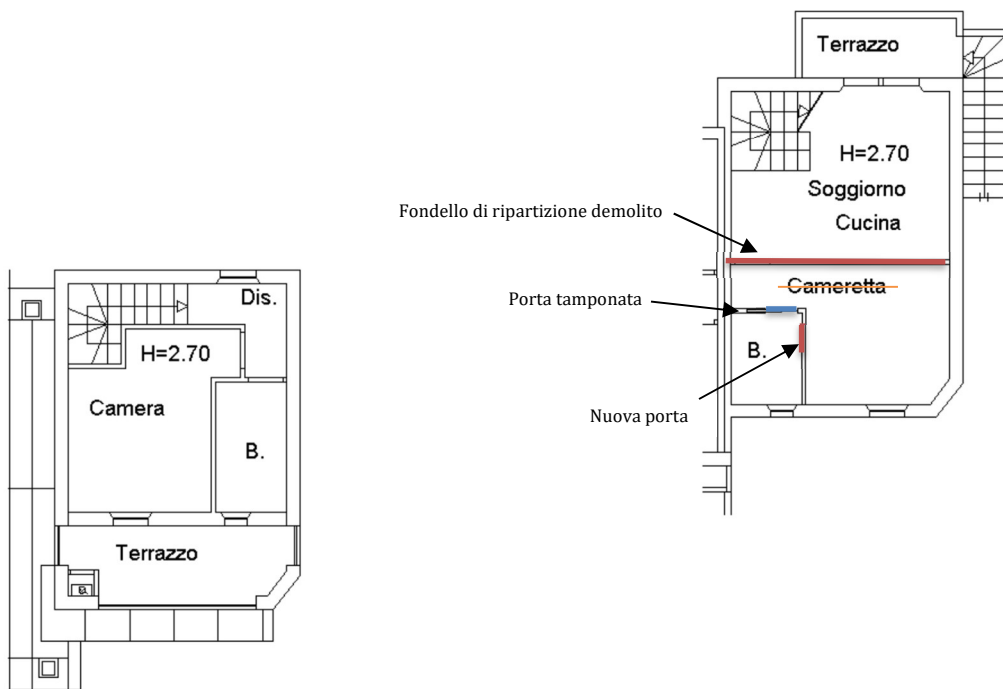 Terrazzo
H=2.70
Soggiorno
Cucina
Fondello di ripartizione demolito
Cameretta
Porta tamponata
B.
Nuova porta
Dis.
H=2.70
Camera
B.
Terrazzo